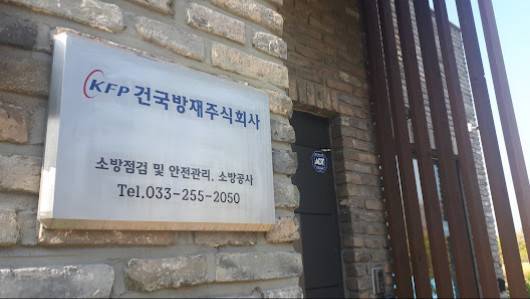 KFP 건국방재주식회사
소방점검 및 안전관리, 소방공사
Tel.033-255-2050
ADT